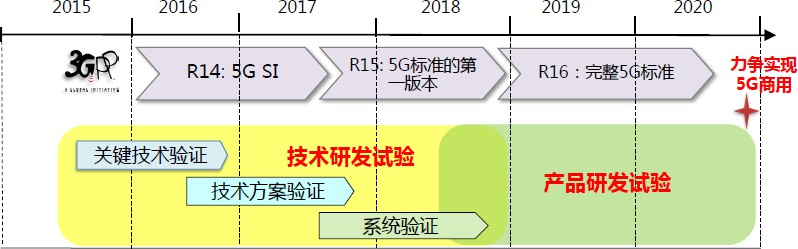 2015 2016 2017 2018 2019 2020
3GPP
A GLOBAL INITIATIVE
R14: 5G SI
R15: 5G标准的第
一版本
R16：完整5G标准
力争实现
5G商用
关键技术验证
技术研发试验
技术方案验证
产品研发试验
系统验证